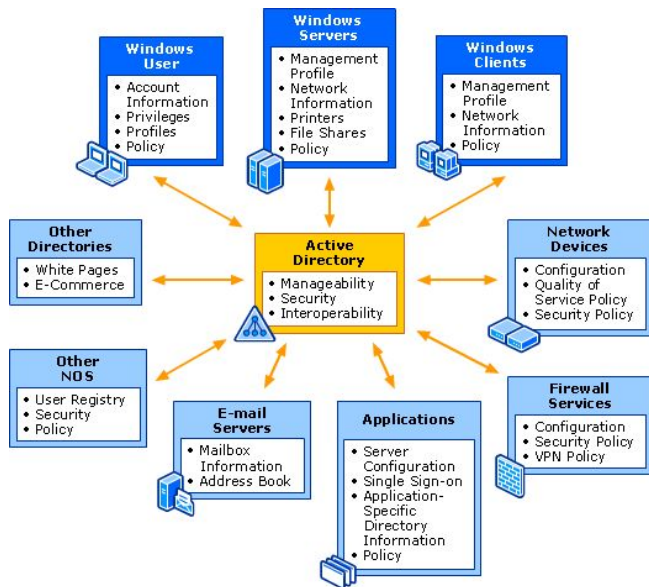 Windows
User
• Account
Information
• Privileges
• Profiles
• Policy
Windows
Servers
• Management
Profile
• Network
Information
• Printers
• File Shares
• Policy
Windows
Clients
• Management
Profile
• Network
Information
• Policy
Other
Directories
• White Pages
• E-Commerce
Active
Directory
• Manageability
• Security
• Interoperability
Network
Devices
• Configuration
• Quality of
Service Policy
• Security Policy
Other
NOS
• User Registry
• Security
• Policy
E-mail
Servers
• Mailbox
Information
• Address Book
Applications
• Server
Configuration
• Single Sign-on
• Application-
Specific
Directory
Information
• Policy
Firewall
Services
• Configuration
• Security Policy
• VPN Policy